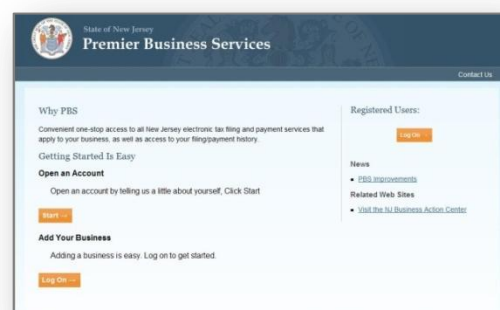 State of New Jersey
Premier Business Services
Contact Us
Why PBS
Convenient one-stop access to all New Jersey electronic tax filing and payment services that
apply to your business, as well as access to your filing/payment history.
Getting Started Is Easy
Open an Account
Open an account by telling us a little about yourself, Click Start
Start →
Add Your Business
Adding a business is easy. Log on to get started.
Log On →
Registered Users:
Log On →
News
PBS Improvements
Related Web Sites
Visit the NJ Business Action Center